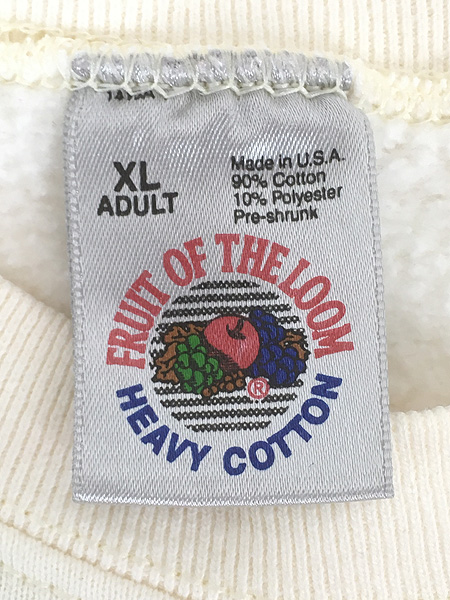 XL
ADULT
Made in U.S.A.
90% Cotton
10% Polyester
Pre-shrunk
FRUIT OF THE LOOM
®
HEAVY COTTON